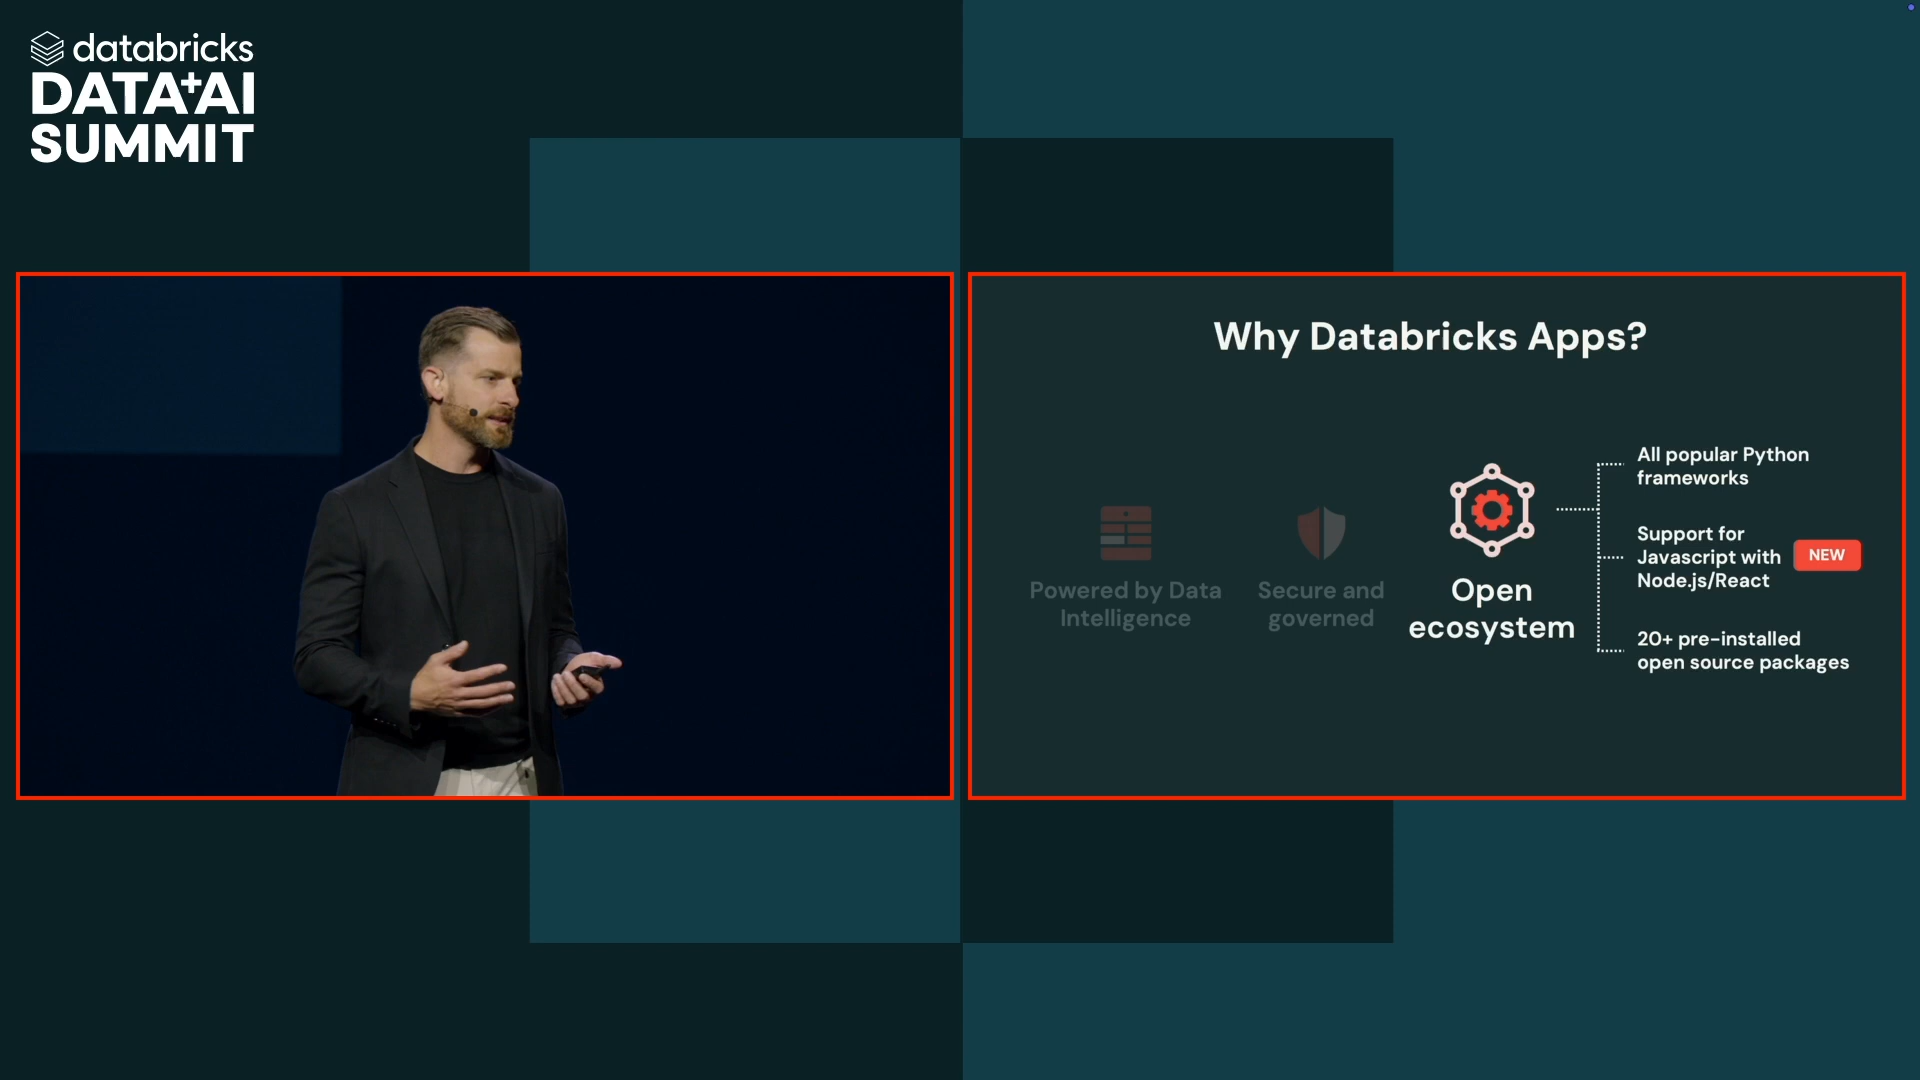 databricks
DATA+AI
SUMMIT
Why Databricks Apps?
Powered by Data
Intelligence
Secure and
governed
Open
ecosystem
All popular Python
frameworks
Support for
Javascript with
Node.js/React
NEW
20+ pre-installed
open source packages